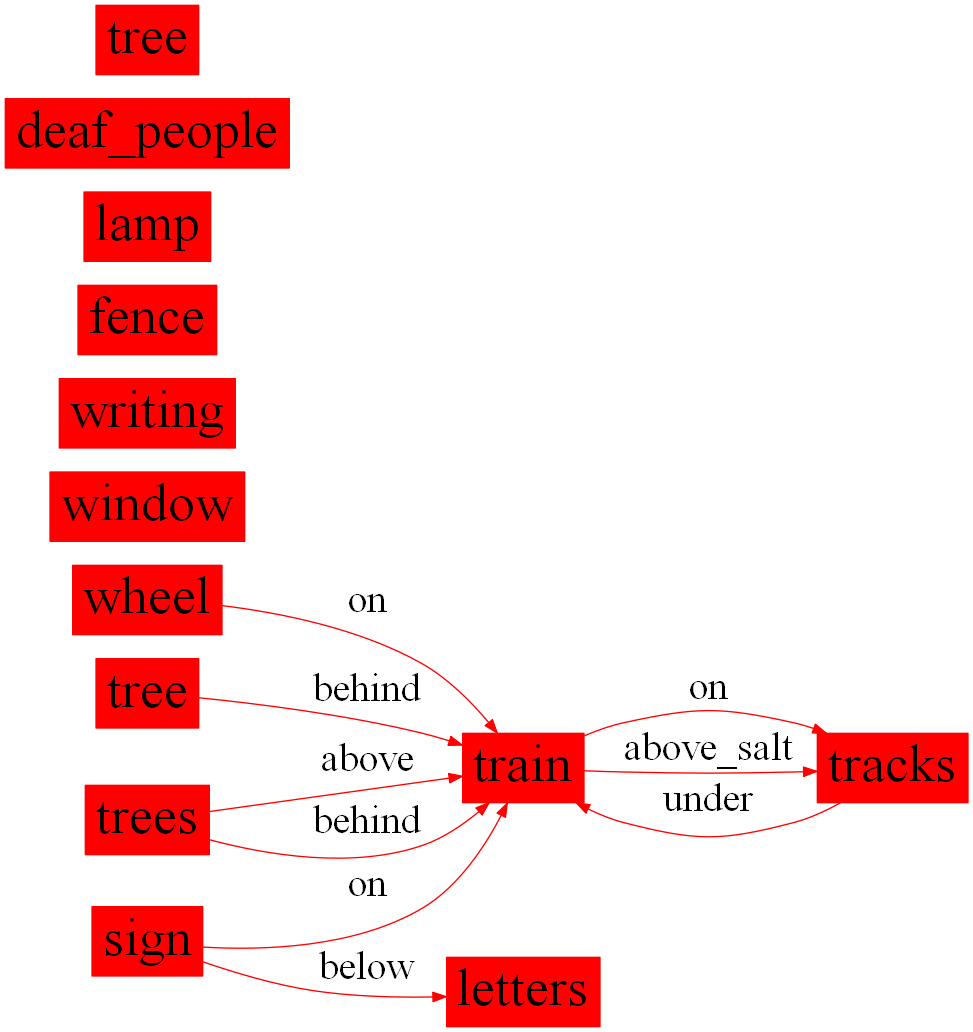 tree
deaf_people
lamp
fence
writing
window
wheel
on
tree
behind
on
train
above_salt
tracks
above
under
trees
behind
on
sign
below
letters